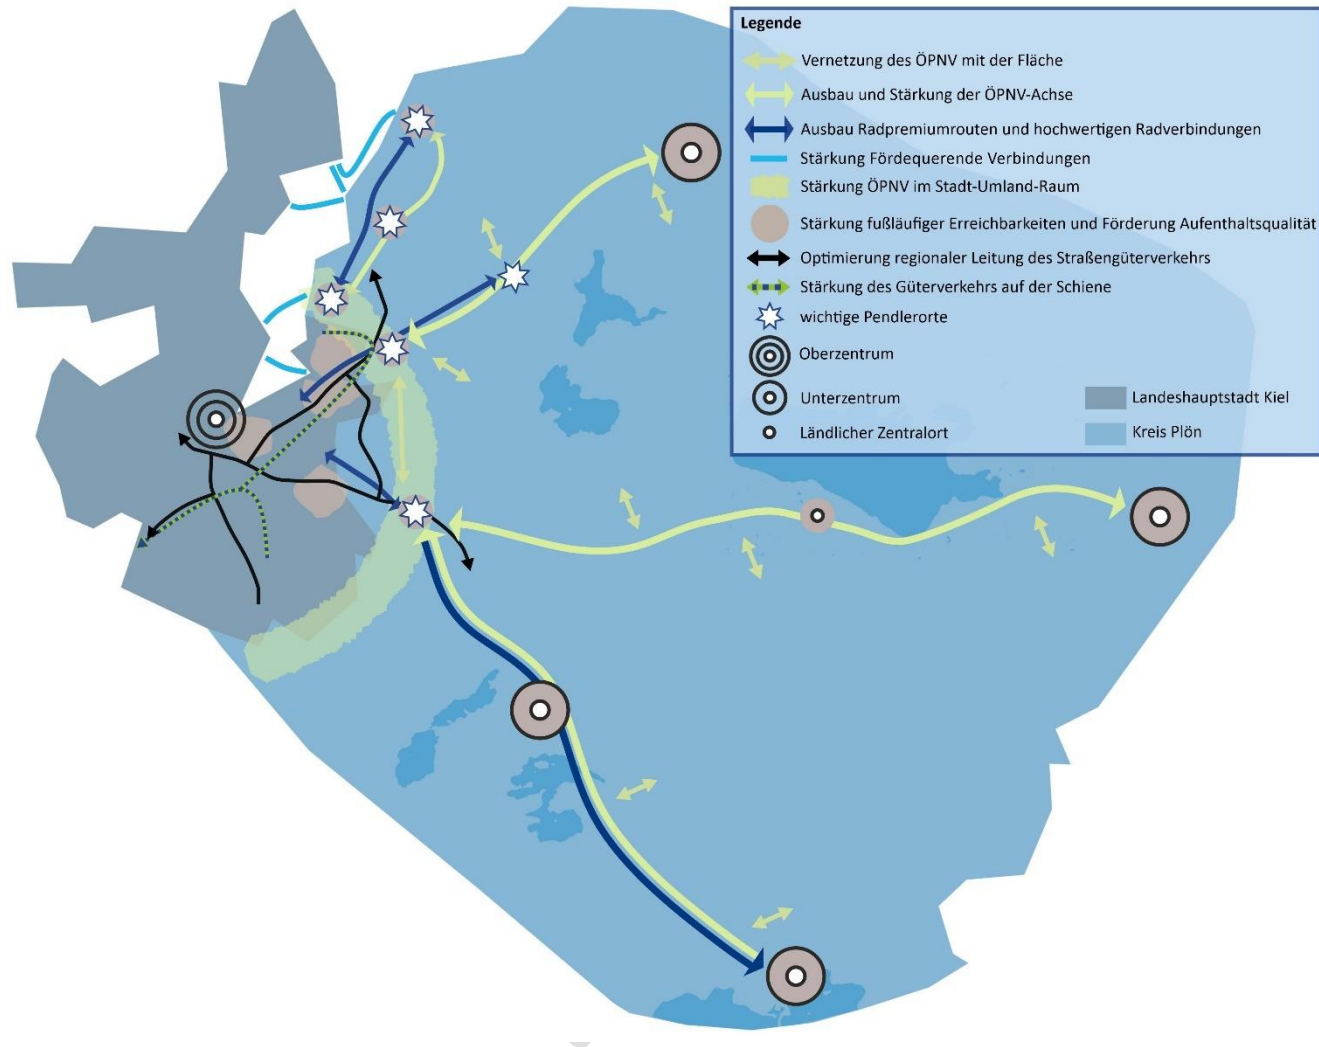 Legende
Vernetzung des ÖPNV mit der Fläche
Ausbau und Stärkung der ÖPNV-Achse
Ausbau Radpremiumrouten und hochwertigen Radverbindungen
Stärkung Fördequerende Verbindungen
Stärkung ÖPNV im Stadt-Umland-Raum
Stärkung fußläufiger Erreichbarkeiten und Förderung Aufenthaltsqualität
Optimierung regionaler Leitung des Straßengüterverkehrs
Stärkung des Güterverkehrs auf der Schiene
wichtige Pendlerorte
Oberzentrum
Unterzentrum
Ländlicher Zentralort
Landeshauptstadt Kiel
Kreis Plön